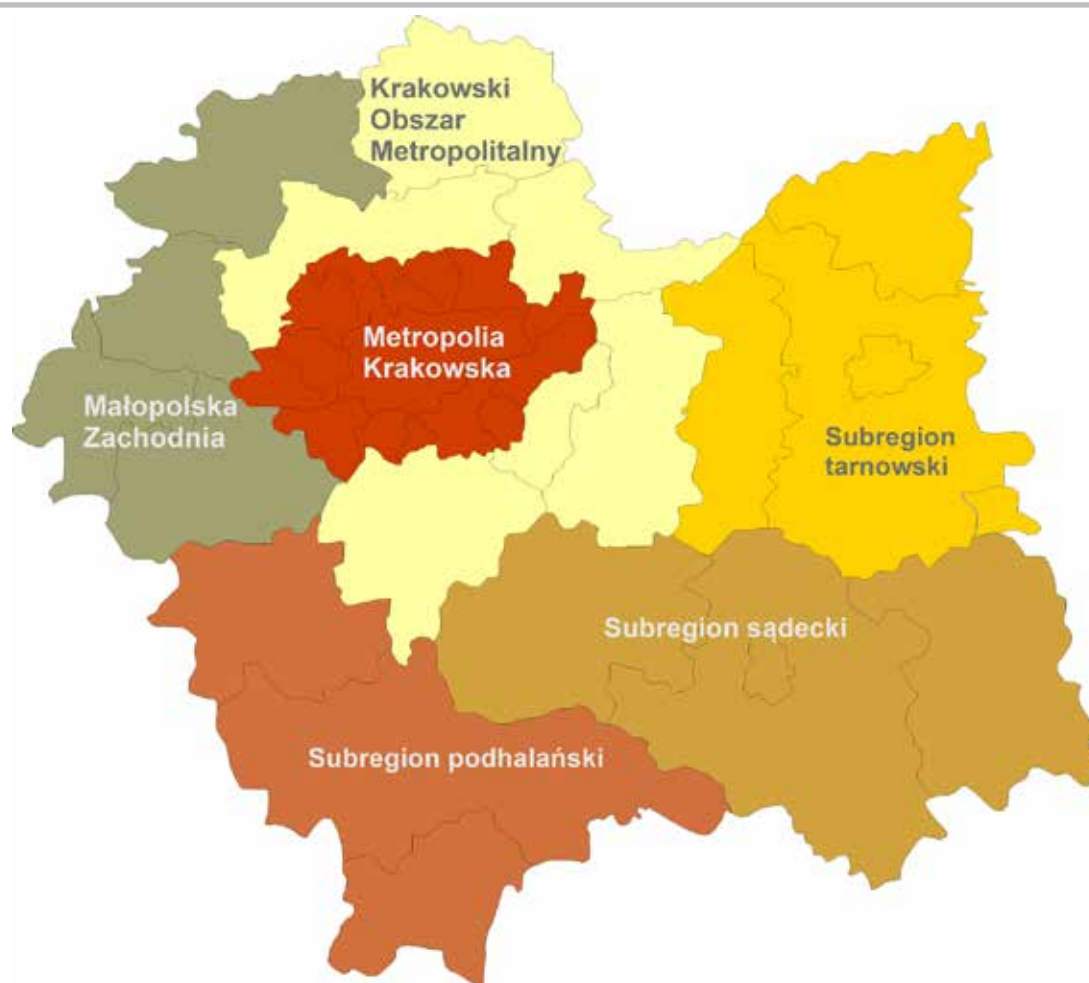 Krakowski
Obszar
Metropolitalny
Metropolia
Krakowska
Małopolska
Zachodnia
Subregion
tarnowski
Subregion sądecki
Subregion podhalański